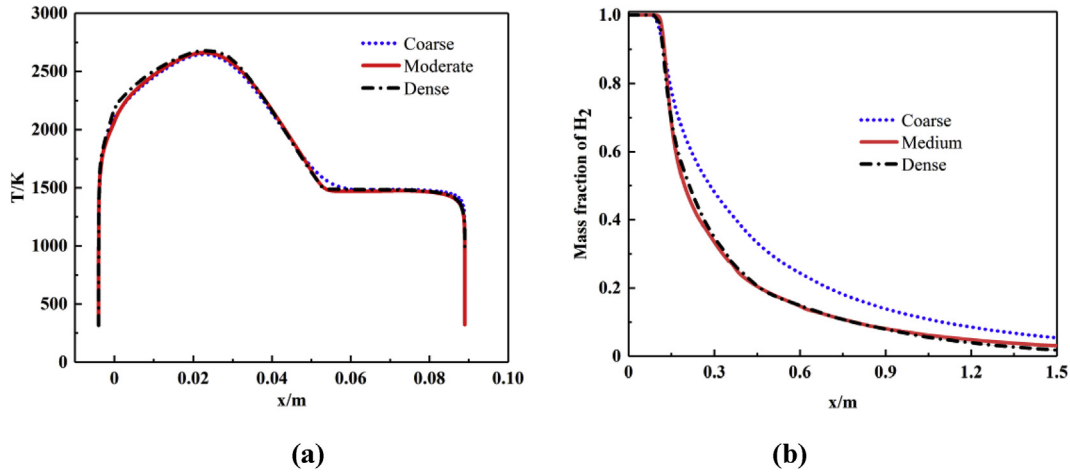 (a)
3000
2500
2000
1500
1000
500
0
T/K
Coarse
Moderate
Dense
0
0.02
0.04
0.06
0.08
0.10
x/m
(a)
(b)
1.0
0.8
0.6
0.4
0.2
0
Mass fraction of H2
Coarse
Medium
Dense
0
0.3
0.6
0.9
1.2
1.5
x/m
(b)